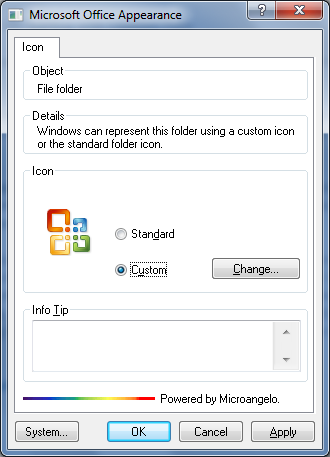 Microsoft Office Appearance
Icon
Object
File folder
Details
Windows can represent this folder using a custom icon
or the standard folder icon.
Icon
Standard
Custom
Change...
Info Tip
Powered by Microangelo.
System...
OK
Cancel
Apply